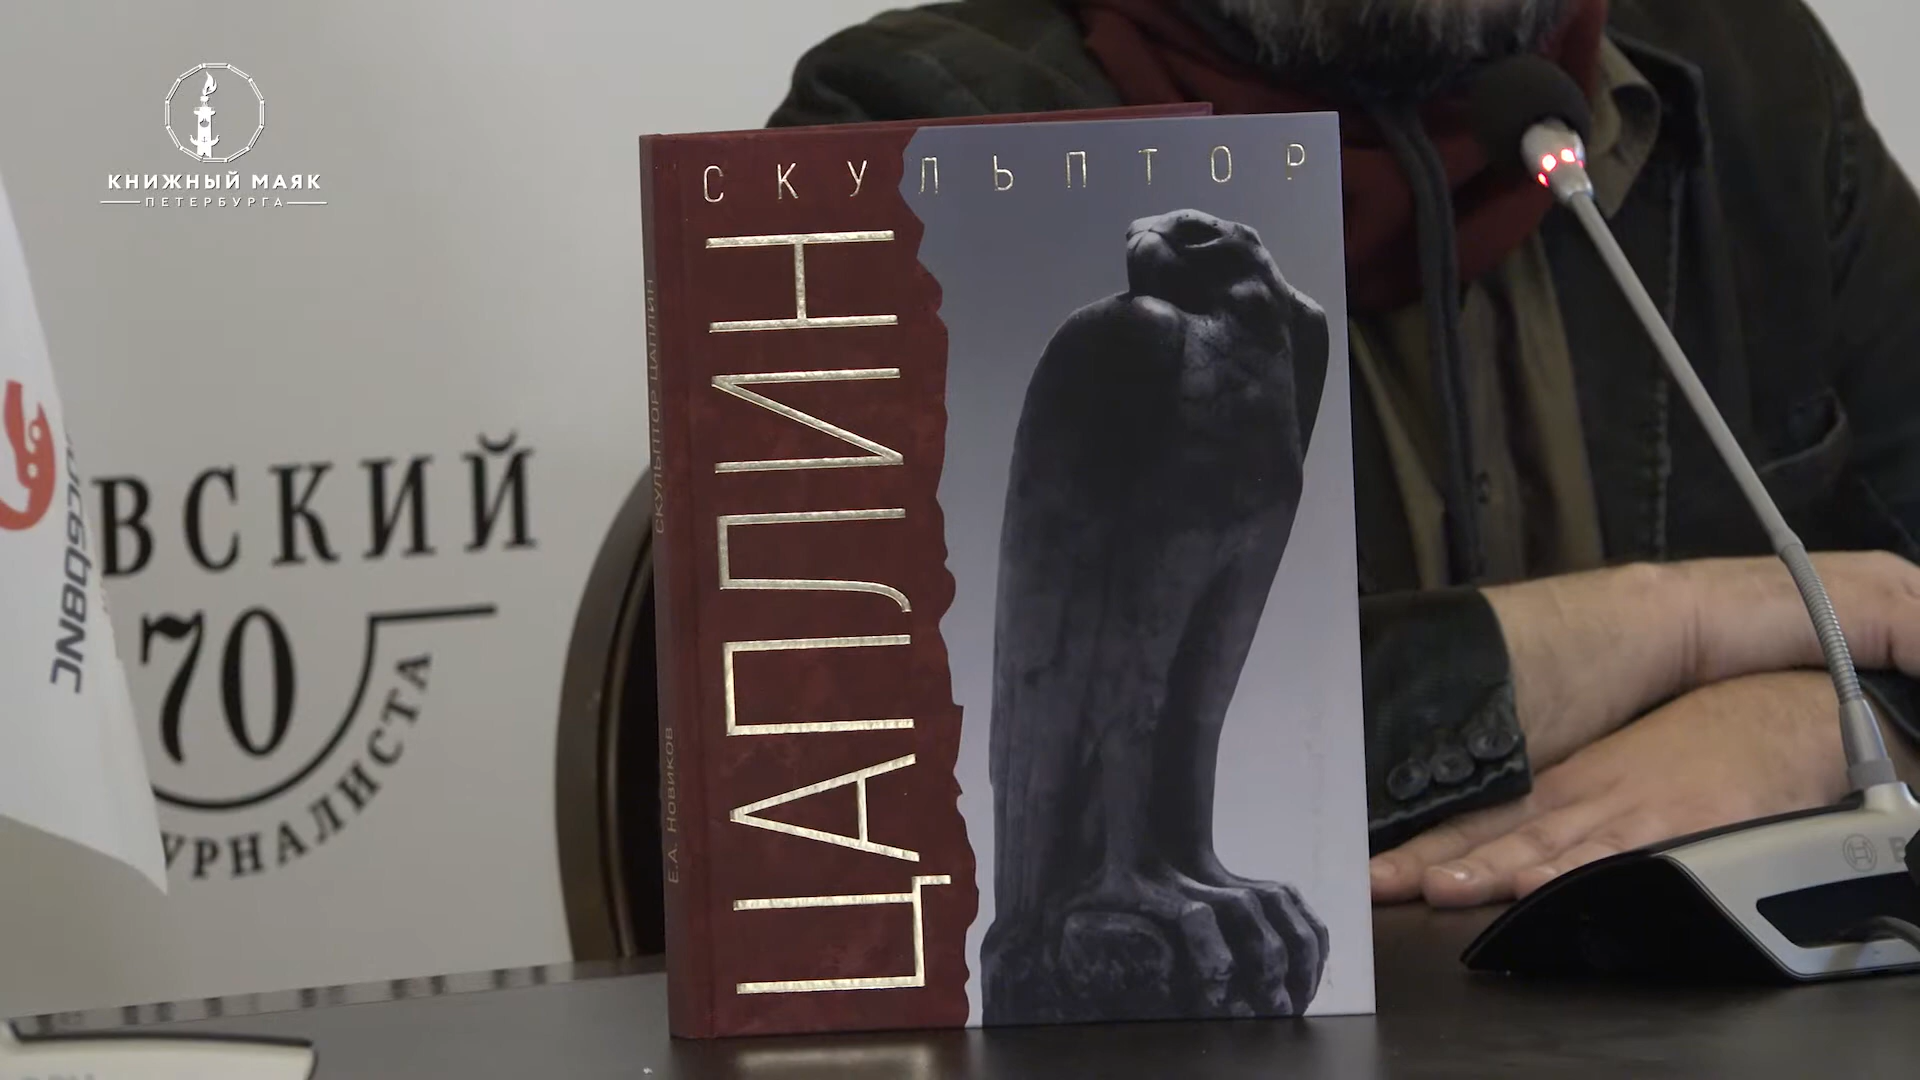 КНИЖНЫЙ МАЯК
ПЕТЕРБУРГА
СКУЛЬПТОР
ЦАПЛИН
СКУЛЬПТОР ЦАПЛИН
Е.А. Новиков
ВСКИЙ
70
УРНАЛИСТА